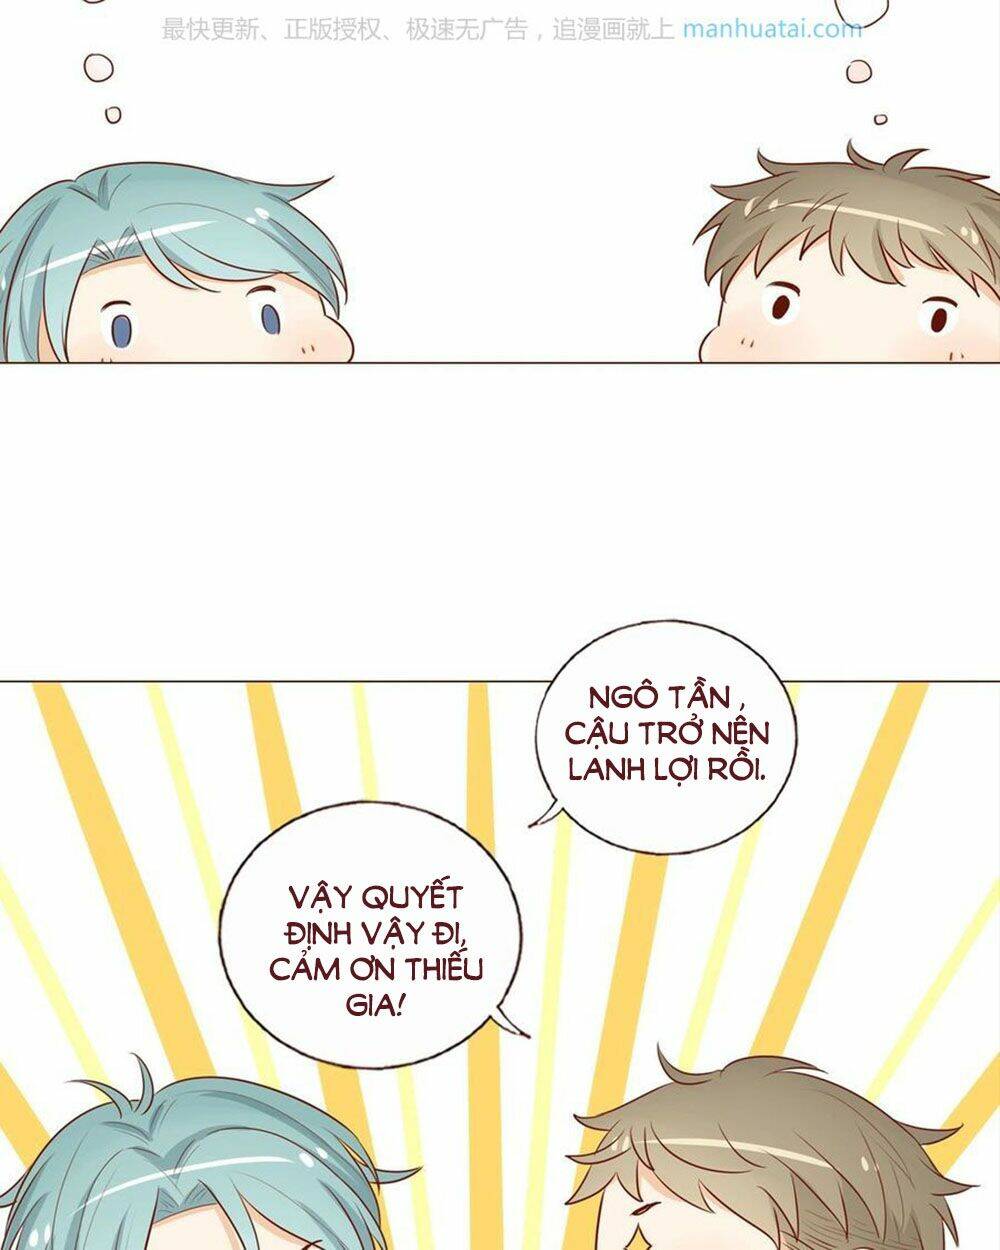 最快更新、正版授权、极速无广告，追漫画就上 manhuatai.com
NGÔ TẦN ,
CẬU TRỞ NÊN
LANH LỢI RỒI.
VẬY QUYẾT
ĐỊNH VẬY ĐI,
CẢM ƠN THIẾU
GIA!